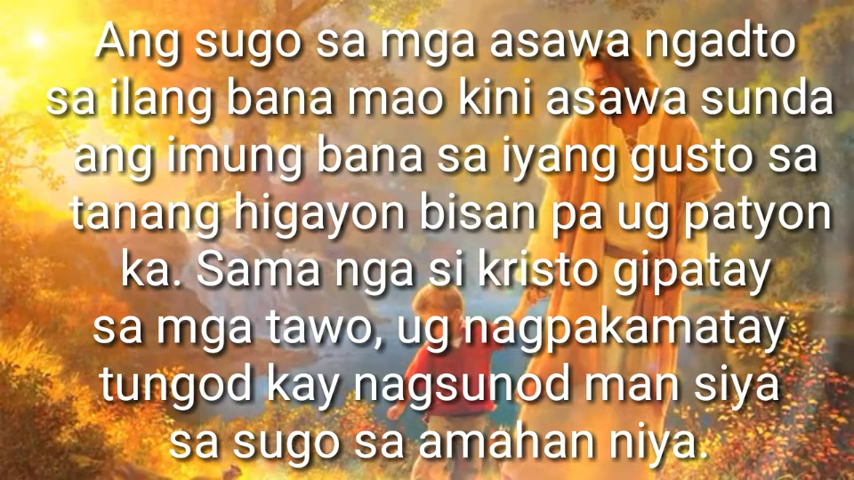 Ang sugo sa mga asawa ngadto
sa ilang bana mao kini asawa sunda
ang imung bana sa iyang gusto sa
tanang higayon bisan pa ug patyon
ka. Sama nga si kristo gipatay
sa mga tawo, ug nagpakamatay
tungod kay nagsunod man siya
sa sugo sa amahan niya.